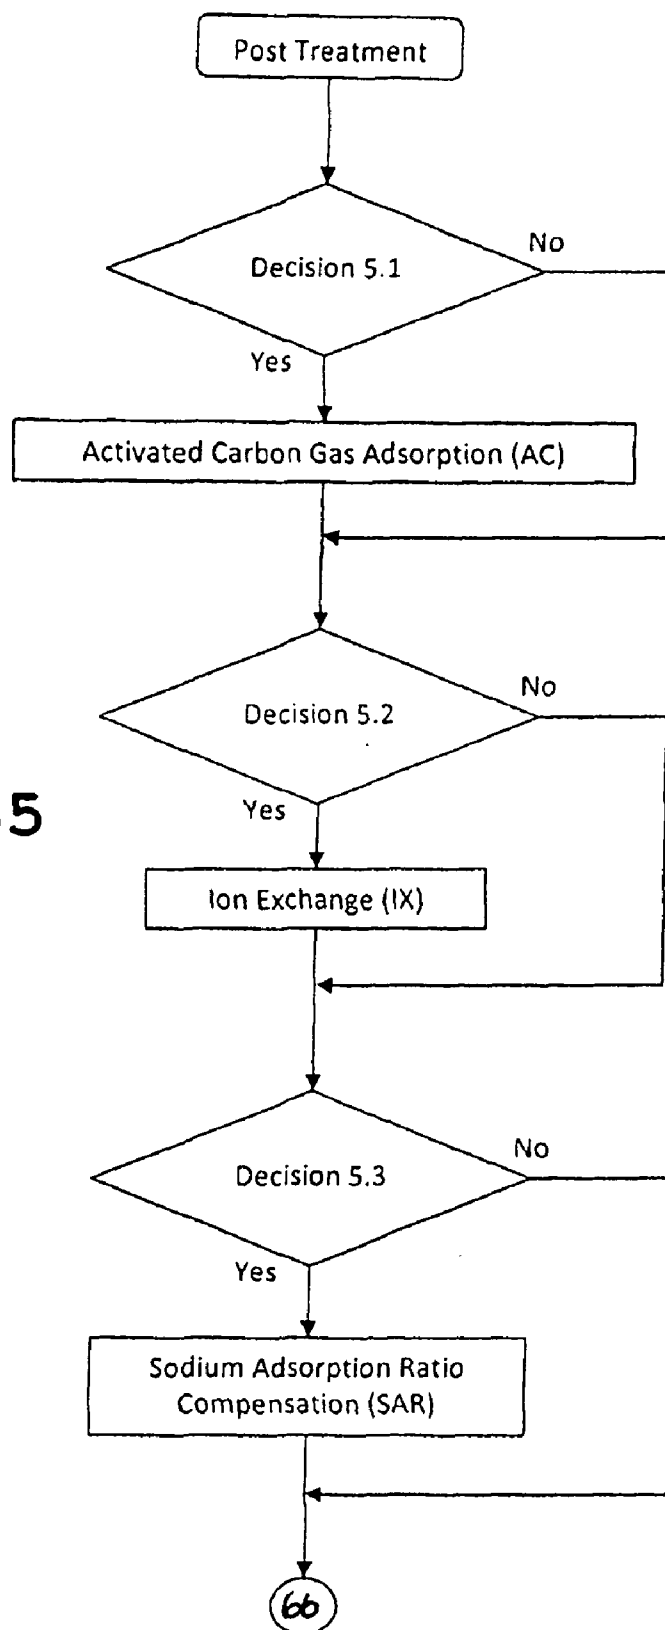 Post Treatment
Decision 5.1
No
Yes
Activated Carbon Gas Adsorption (AC)
Decision 5.2
No
Yes
5
Ion Exchange (IX)
Decision 5.3
No
Yes
Sodium Adsorption Ratio
Compensation (SAR)
66